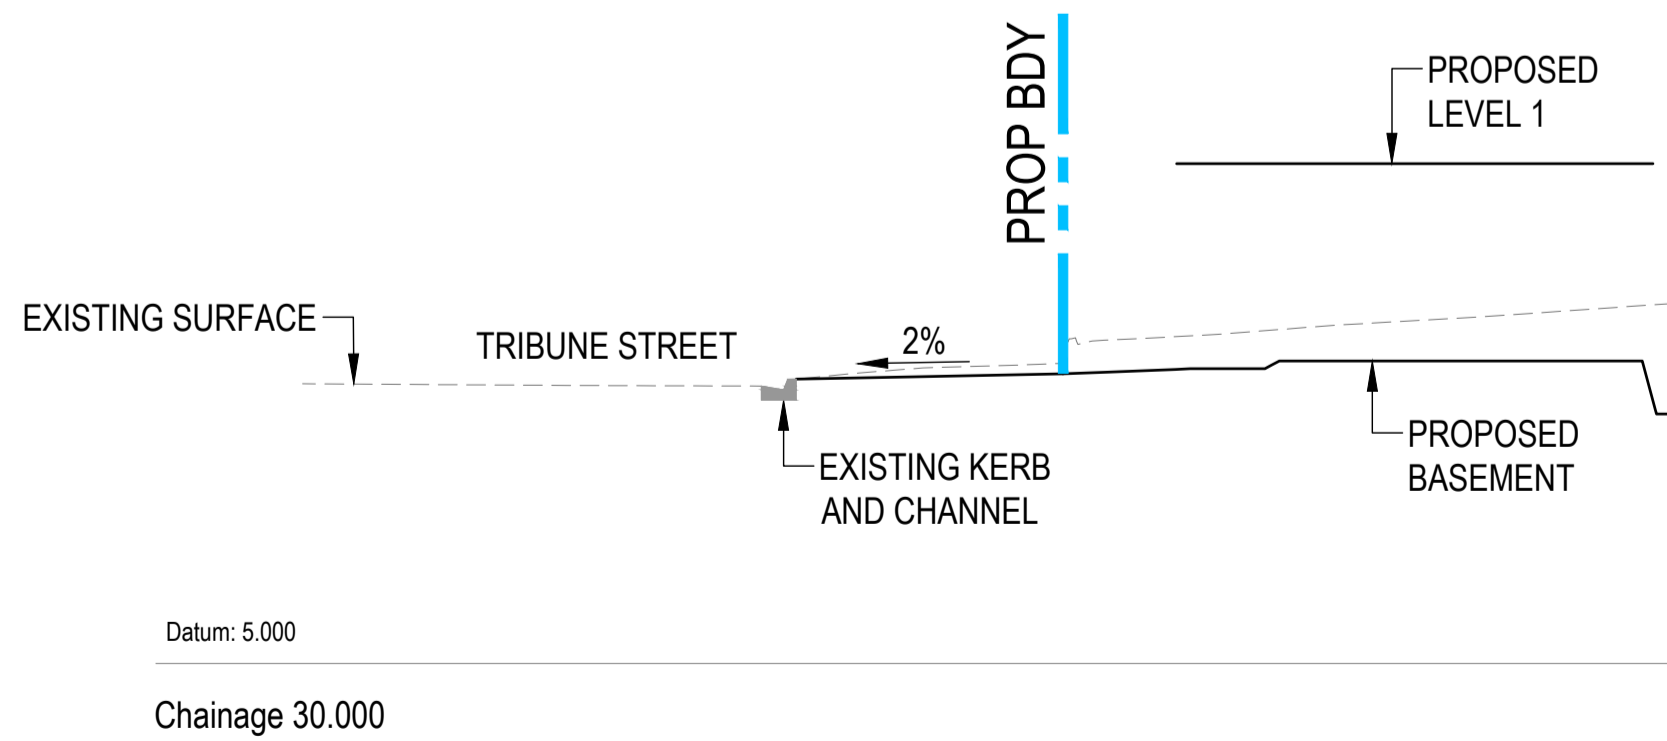 PROP BDY
PROPOSED
LEVEL 1
EXISTING SURFACE
TRIBUNE STREET
2%
EXISTING KERB
AND CHANNEL
PROPOSED
BASEMENT
Datum: 5.000
Chainage 30.000